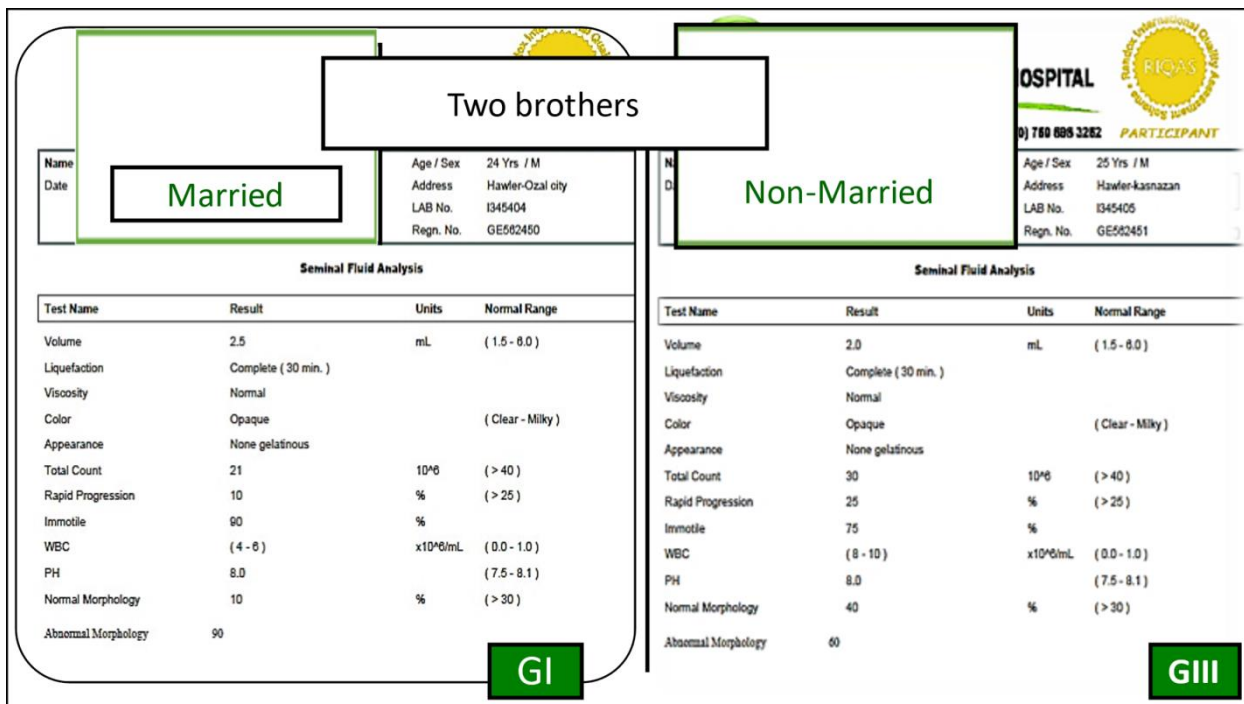 Two brothers
Married
Name
Date
Age / Sex 24 Yrs / M
Address Hawler-Ozal city
LAB No. I345404
Regn. No. GE562450
Seminal Fluid Analysis
Test Name Result Units Normal Range
Volume 2.5 mL ( 1.5 - 6.0 )
Liquefaction Complete ( 30 min. )
Viscosity Normal
Color Opaque ( Clear - Milky )
Appearance None gelatinous
Total Count 21 10^6 ( > 40 )
Rapid Progression 10 % ( > 25 )
Immotile 90 %
WBC ( 4 - 6 ) x10^6/mL ( 0.0 - 1.0 )
PH 8.0 ( 7.5 - 8.1 )
Normal Morphology 10 % ( > 30 )
Abnormal Morphology 90
GI
Non-Married
OSPITAL
0) 750 695 3262
Randox International Quality Assessment Scheme
RIQAS
PARTICIPANT
Age / Sex 25 Yrs / M
Address Hawler-kasnazan
LAB No. I345405
Regn. No. GE562451
Seminal Fluid Analysis
Test Name Result Units Normal Range
Volume 2.0 mL ( 1.5 - 6.0 )
Liquefaction Complete ( 30 min. )
Viscosity Normal
Color Opaque ( Clear - Milky )
Appearance None gelatinous
Total Count 30 10^6 ( > 40 )
Rapid Progression 25 % ( > 25 )
Immotile 75 %
WBC ( 8 - 10 ) x10^6/mL ( 0.0 - 1.0 )
PH 8.0 ( 7.5 - 8.1 )
Normal Morphology 40 % ( > 30 )
Abnormal Morphology 60
GIII